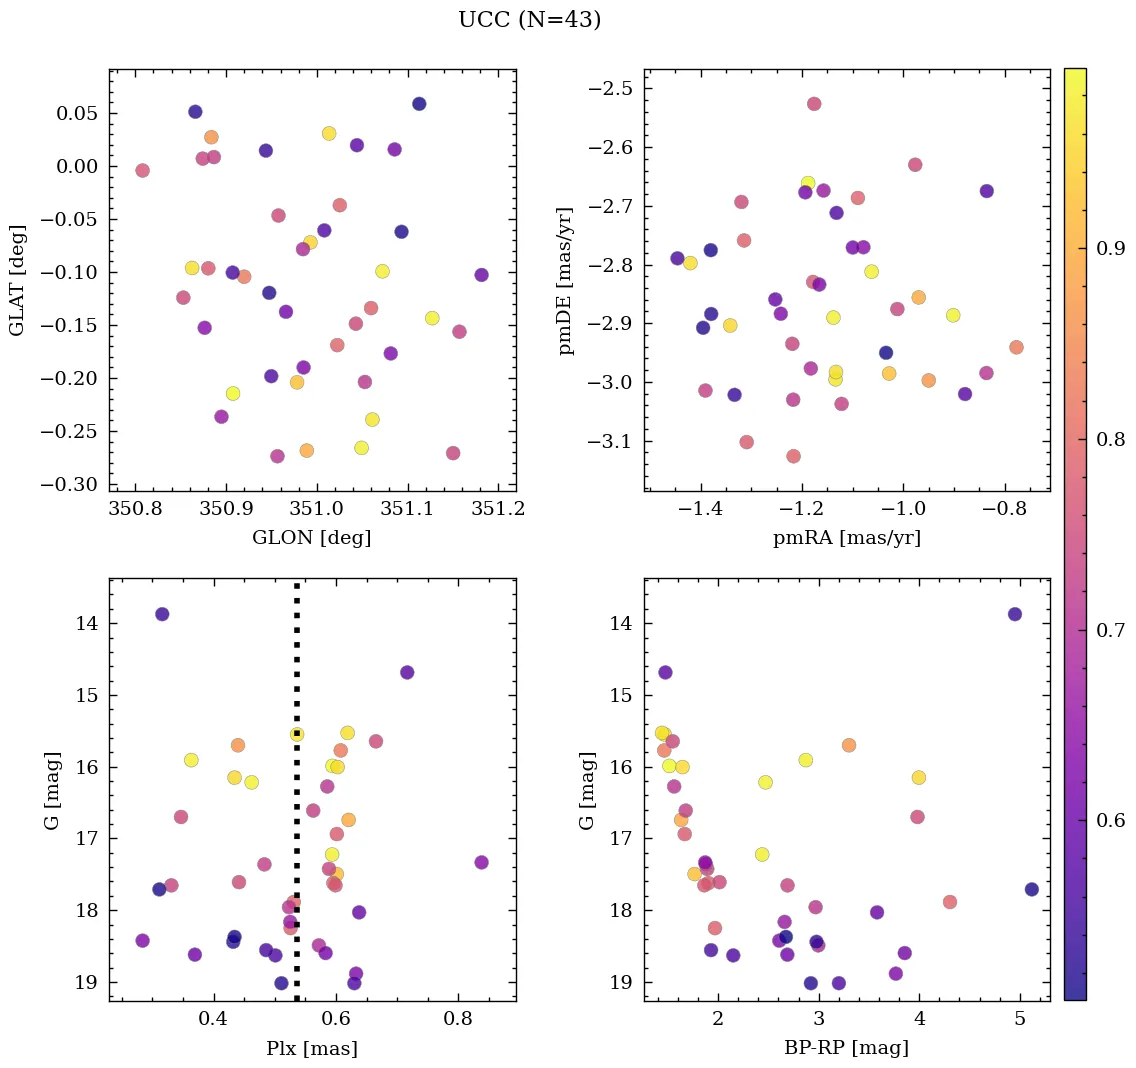 UCC (N=43)
0.05
0.00
−0.05
−0.10
−0.15
−0.20
−0.25
−0.30
GLAT [deg]
350.8 350.9 351.0 351.1 351.2
GLON [deg]
−2.5
−2.6
−2.7
−2.8
−2.9
−3.0
−3.1
pmDE [mas/yr]
−1.4 −1.2 −1.0 −0.8
pmRA [mas/yr]
14
15
16
17
18
19
G [mag]
0.4 0.6 0.8
Plx [mas]
14
15
16
17
18
19
G [mag]
2 3 4 5
BP-RP [mag]
0.9
0.8
0.7
0.6